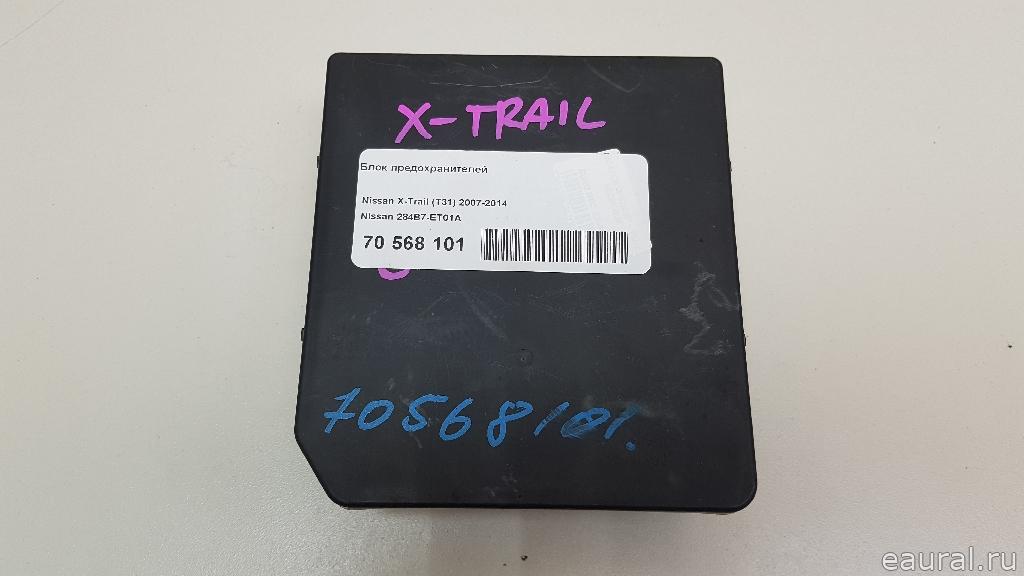 X-TRAIL
Блок предохранителей
Nissan X-Trail (T31) 2007-2014
Nissan 284B7-ET01A
70 568 101
70568101.
eaural.ru